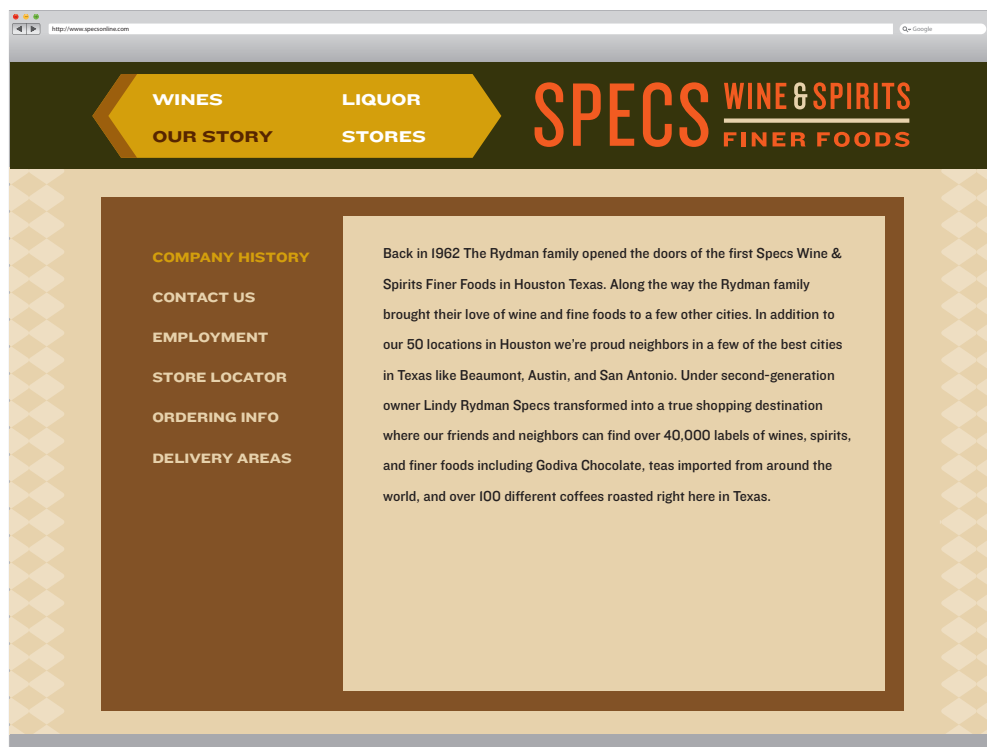 http://www.specsonline.com
Google
WINES
LIQUOR
OUR STORY
STORES
SPECS
WINE & SPIRITS
FINER FOODS
COMPANY HISTORY
CONTACT US
EMPLOYMENT
STORE LOCATOR
ORDERING INFO
DELIVERY AREAS
Back in 1962 The Rydman family opened the doors of the first Specs Wine &
Spirits Finer Foods in Houston Texas. Along the way the Rydman family
brought their love of wine and fine foods to a few other cities. In addition to
our 50 locations in Houston we're proud neighbors in a few of the best cities
in Texas like Beaumont, Austin, and San Antonio. Under second-generation
owner Lindy Rydman Specs transformed into a true shopping destination
where our friends and neighbors can find over 40,000 labels of wines, spirits,
and finer foods including Godiva Chocolate, teas imported from around the
world, and over 100 different coffees roasted right here in Texas.